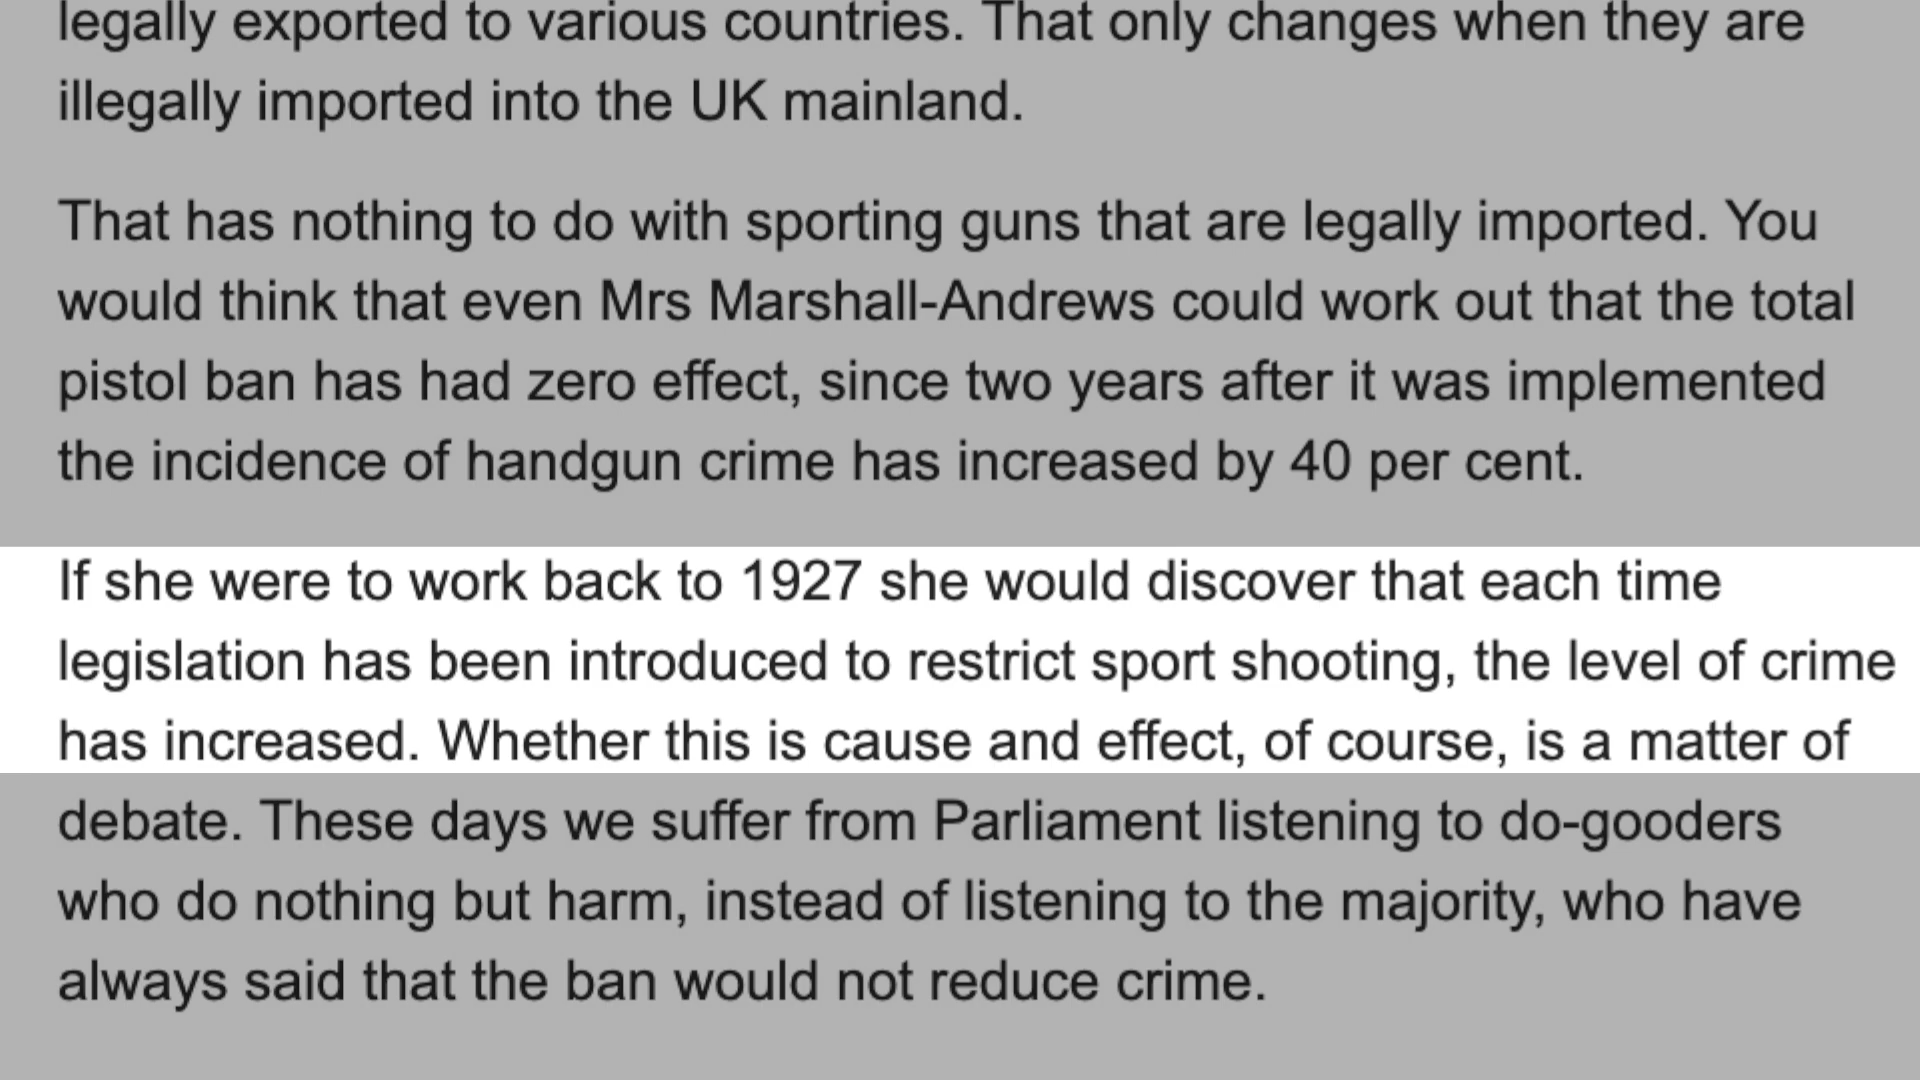 legally exported to various countries. That only changes when they are
illegally imported into the UK mainland.
That has nothing to do with sporting guns that are legally imported. You
would think that even Mrs Marshall-Andrews could work out that the total
pistol ban has had zero effect, since two years after it was implemented
the incidence of handgun crime has increased by 40 per cent.
If she were to work back to 1927 she would discover that each time
legislation has been introduced to restrict sport shooting, the level of crime
has increased. Whether this is cause and effect, of course, is a matter of
debate. These days we suffer from Parliament listening to do-gooders
who do nothing but harm, instead of listening to the majority, who have
always said that the ban would not reduce crime.